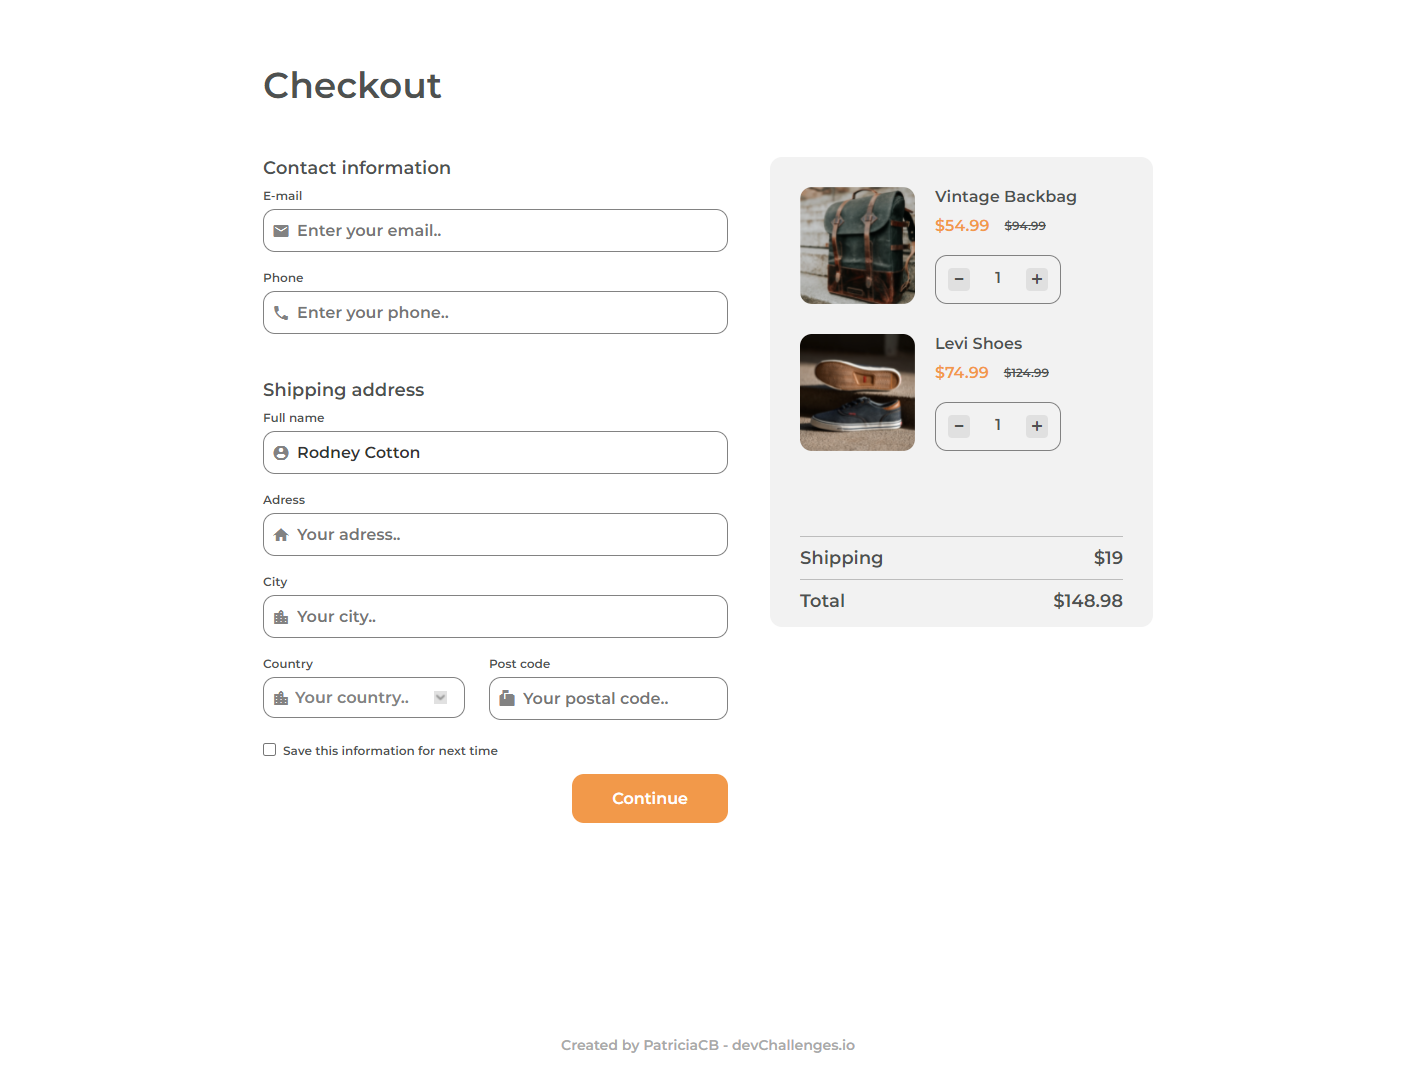 Checkout
Contact information
E-mail
Enter your email..
Phone
Enter your phone..
Shipping address
Full name
Rodney Cotton
Adress
Your adress..
City
Your city..
Country
Post code
Your country..
Your postal code..
Save this information for next time
Continue
Vintage Backbag
$54.99 $94.99
− 1 +
Levi Shoes
$74.99 $124.99
− 1 +
Shipping $19
Total $148.98
Created by PatriciaCB - devChallenges.io